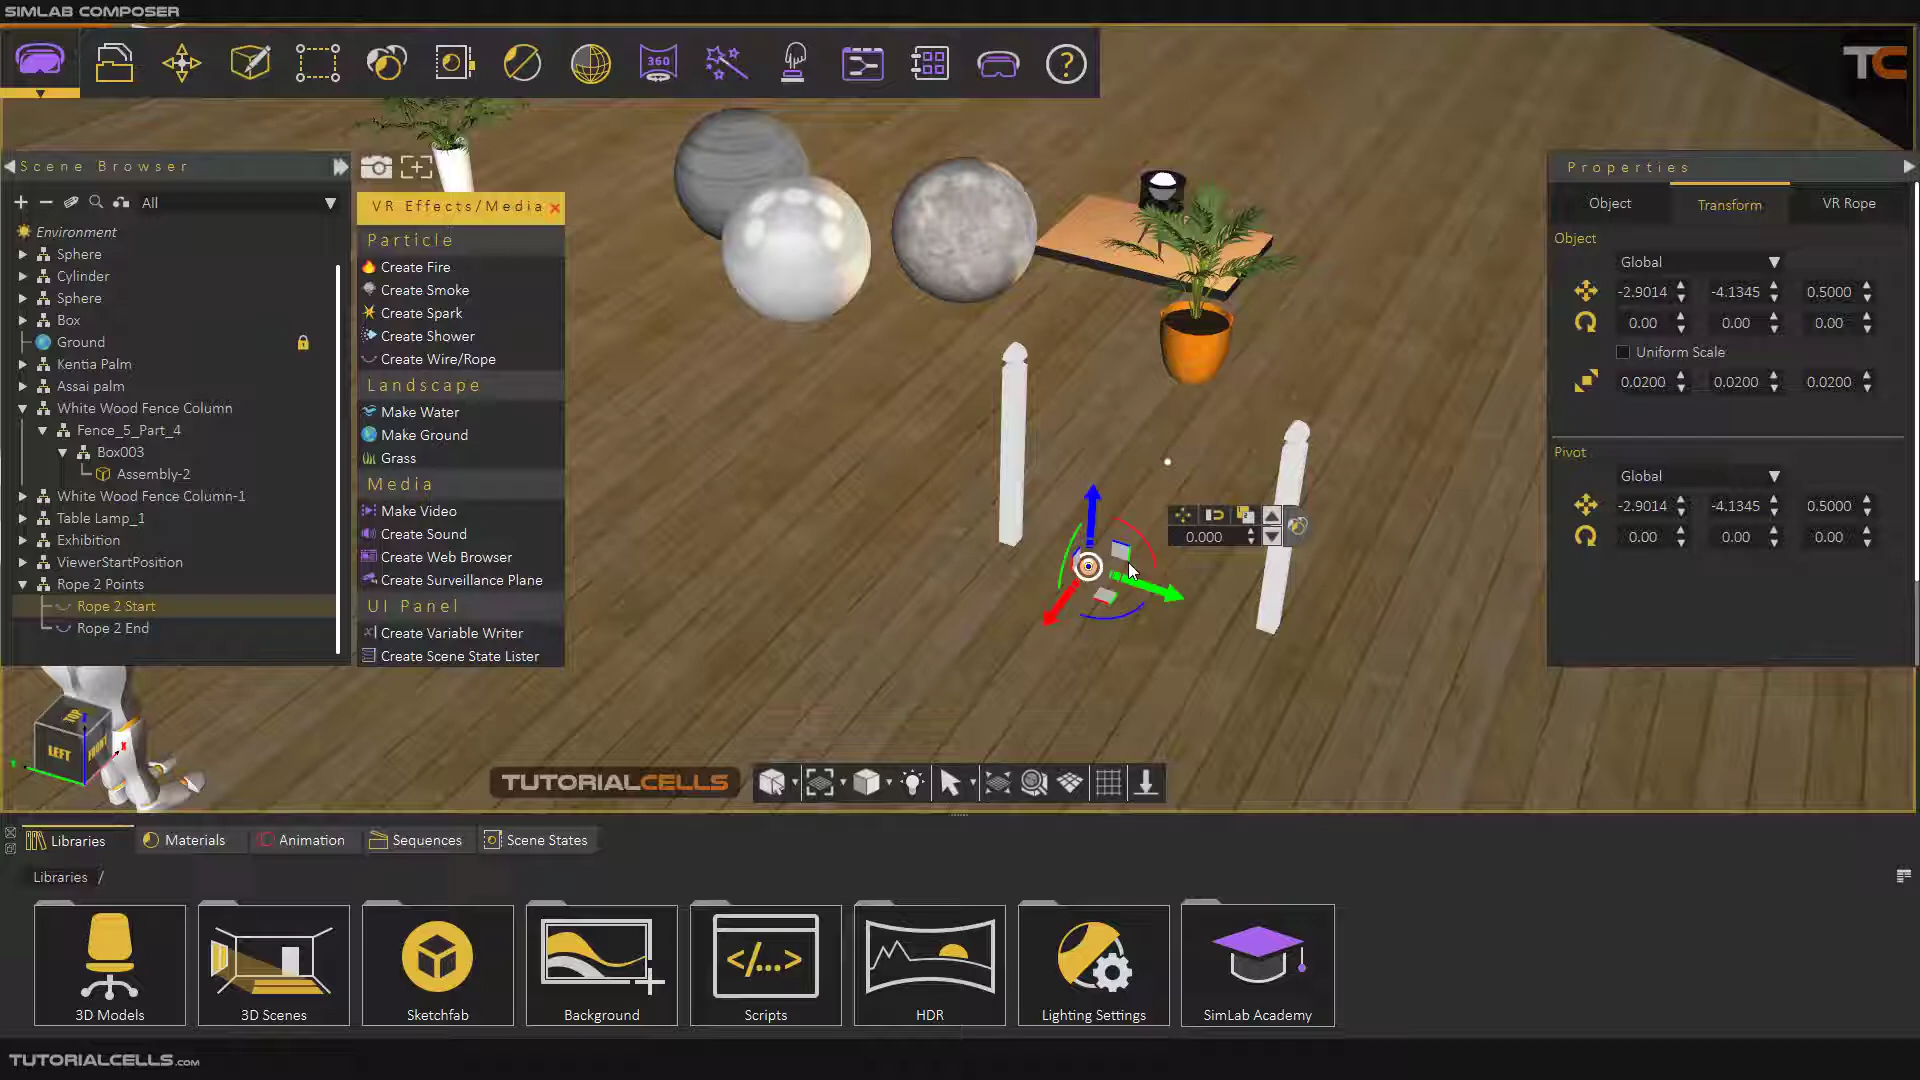 SIMLAB COMPOSER
360
TC
Scene Browser
All
Environment
Sphere
Cylinder
Sphere
Box
Ground
Kentia Palm
Assai palm
White Wood Fence Column
Fence_5_Part_4
Box003
Assembly-2
White Wood Fence Column-1
Table Lamp_1
Exhibition
ViewerStartPosition
Rope 2 Points
Rope 2 Start
Rope 2 End
VR Effects/Media
Particle
Create Fire
Create Smoke
Create Spark
Create Shower
Create Wire/Rope
Landscape
Make Water
Make Ground
Grass
Media
Make Video
Create Sound
Create Web Browser
Create Surveillance Plane
UI Panel
Create Variable Writer
Create Scene State Lister
0.000
Properties
Object Transform VR Rope
Object
Global
-2.9014 -4.1345 0.5000
0.00 0.00 0.00
Uniform Scale
0.0200 0.0200 0.0200
Pivot
Global
-2.9014 -4.1345 0.5000
0.00 0.00 0.00
TOP
LEFT
FRONT
X
TUTORIALCELLS
Libraries Materials Animation Sequences Scene States
Libraries /
3D Models
3D Scenes
Sketchfab
Background
</...>
Scripts
HDR
Lighting Settings
SimLab Academy
TUTORIALCELLS.com